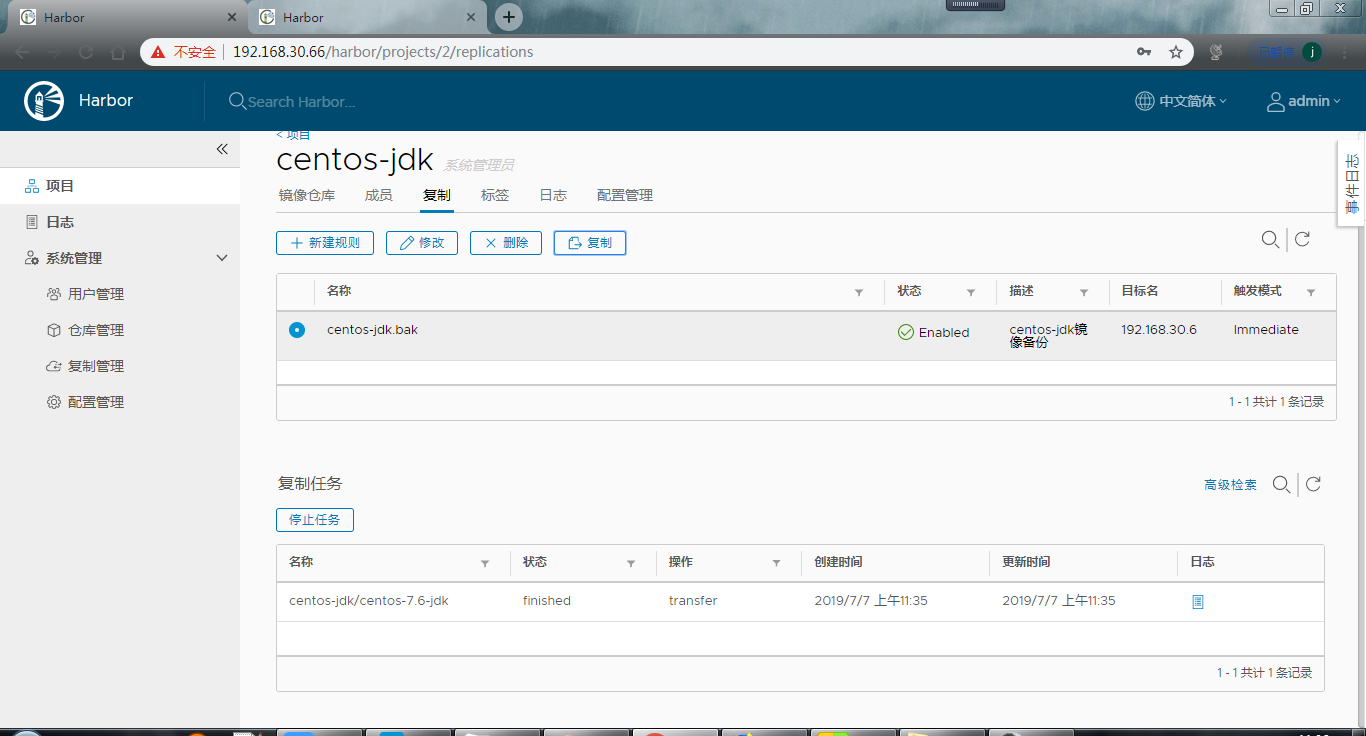 Harbor
Harbor
不安全 192.168.30.66/harbor/projects/2/replications
j
Harbor
Search Harbor...
中文简体
admin
< 项目
centos-jdk 系统管理员
事件日志
项目
日志
系统管理
用户管理
仓库管理
复制管理
配置管理
镜像仓库 成员 复制 标签 日志 配置管理
新建规则 修改 删除 复制
名称 状态 描述 目标名 触发模式
centos-jdk.bak Enabled centos-jdk镜 192.168.30.6 Immediate
像备份
1 - 1 共计 1 条记录
复制任务
高级检索
停止任务
名称 状态 操作 创建时间 更新时间 日志
centos-jdk/centos-7.6-jdk finished transfer 2019/7/7 上午11:35 2019/7/7 上午11:35
1 - 1 共计 1 条记录